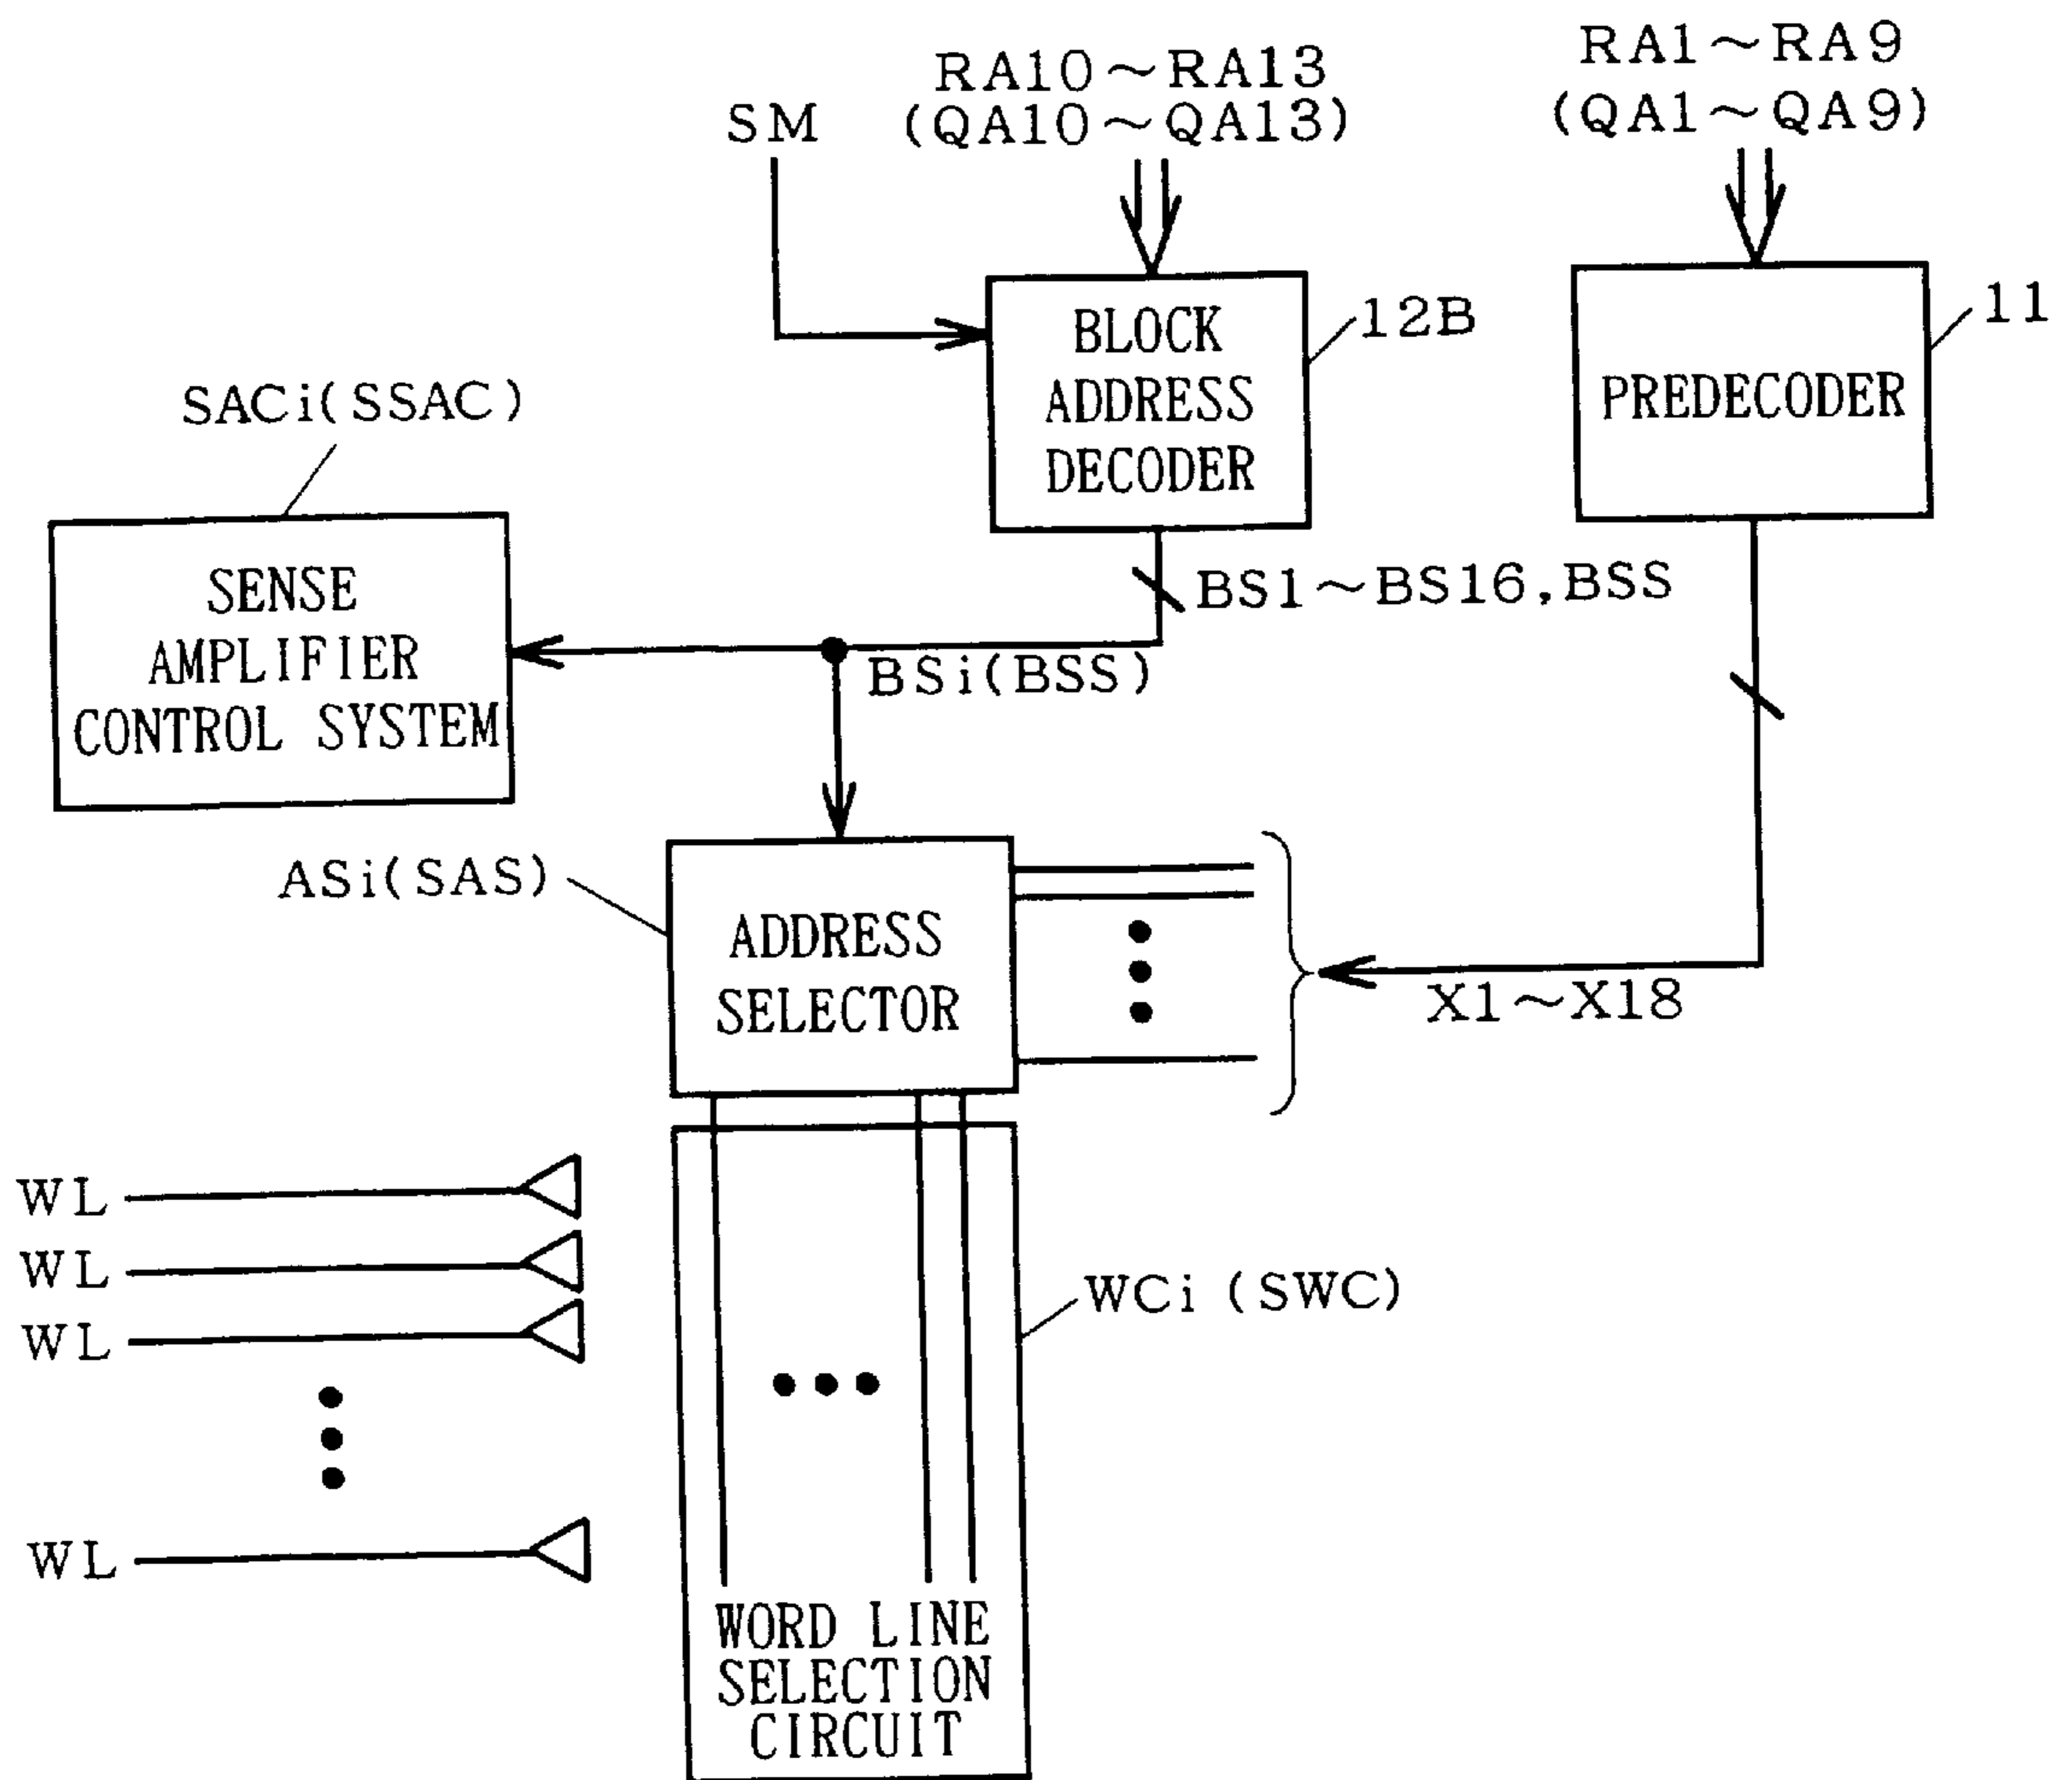 RA10～RA13
(QA10～QA13)
RA1～RA9
(QA1～QA9)
SM
BLOCK
ADDRESS
DECODER
12B
PREDECODER
11
SACi(SSAC)
SENSE
AMPLIFIER
CONTROL SYSTEM
BS1～BS16,BSS
BSi(BSS)
ASi(SAS)
ADDRESS
SELECTOR
X1～X18
WL
WL
WL
WL
WCi (SWC)
WORD LINE
SELECTION
CIRCUIT